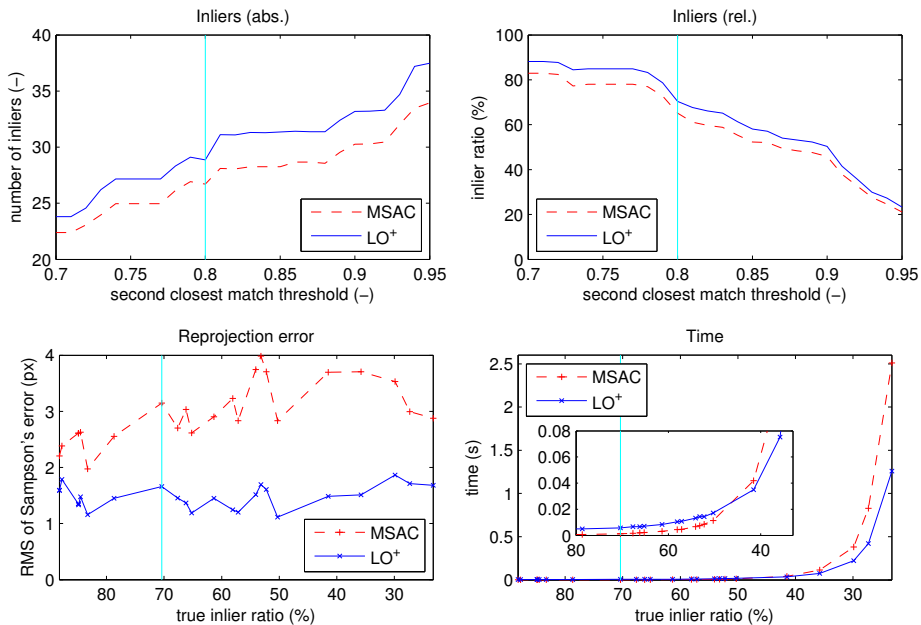 Inliers (abs.)
number of inliers (−)
40
35
30
25
20
0.7 0.75 0.8 0.85 0.9 0.95
second closest match threshold (−)
MSAC
LO+
Inliers (rel.)
inlier ratio (%)
100
80
60
40
20
0
0.7 0.75 0.8 0.85 0.9 0.95
second closest match threshold (−)
MSAC
LO+
Reprojection error
RMS of Sampson's error (px)
4
3
2
1
0
80 70 60 50 40 30
true inlier ratio (%)
MSAC
LO+
Time
time (s)
2.5
2
1.5
1
0.5
0
80 70 60 50 40 30
true inlier ratio (%)
MSAC
LO+
0.08
0.06
0.04
0.02
0
80 60 40